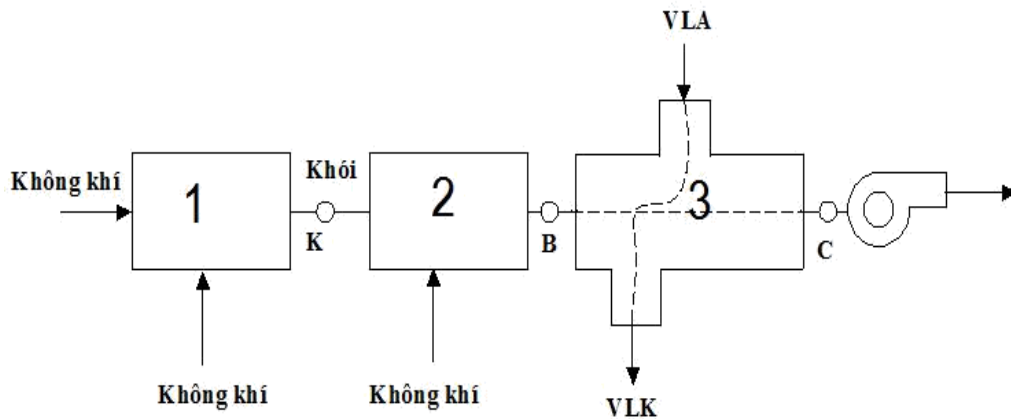 VLA
Không khí
1
Khói
2
3
K
B
C
Không khí
Không khí
VLK